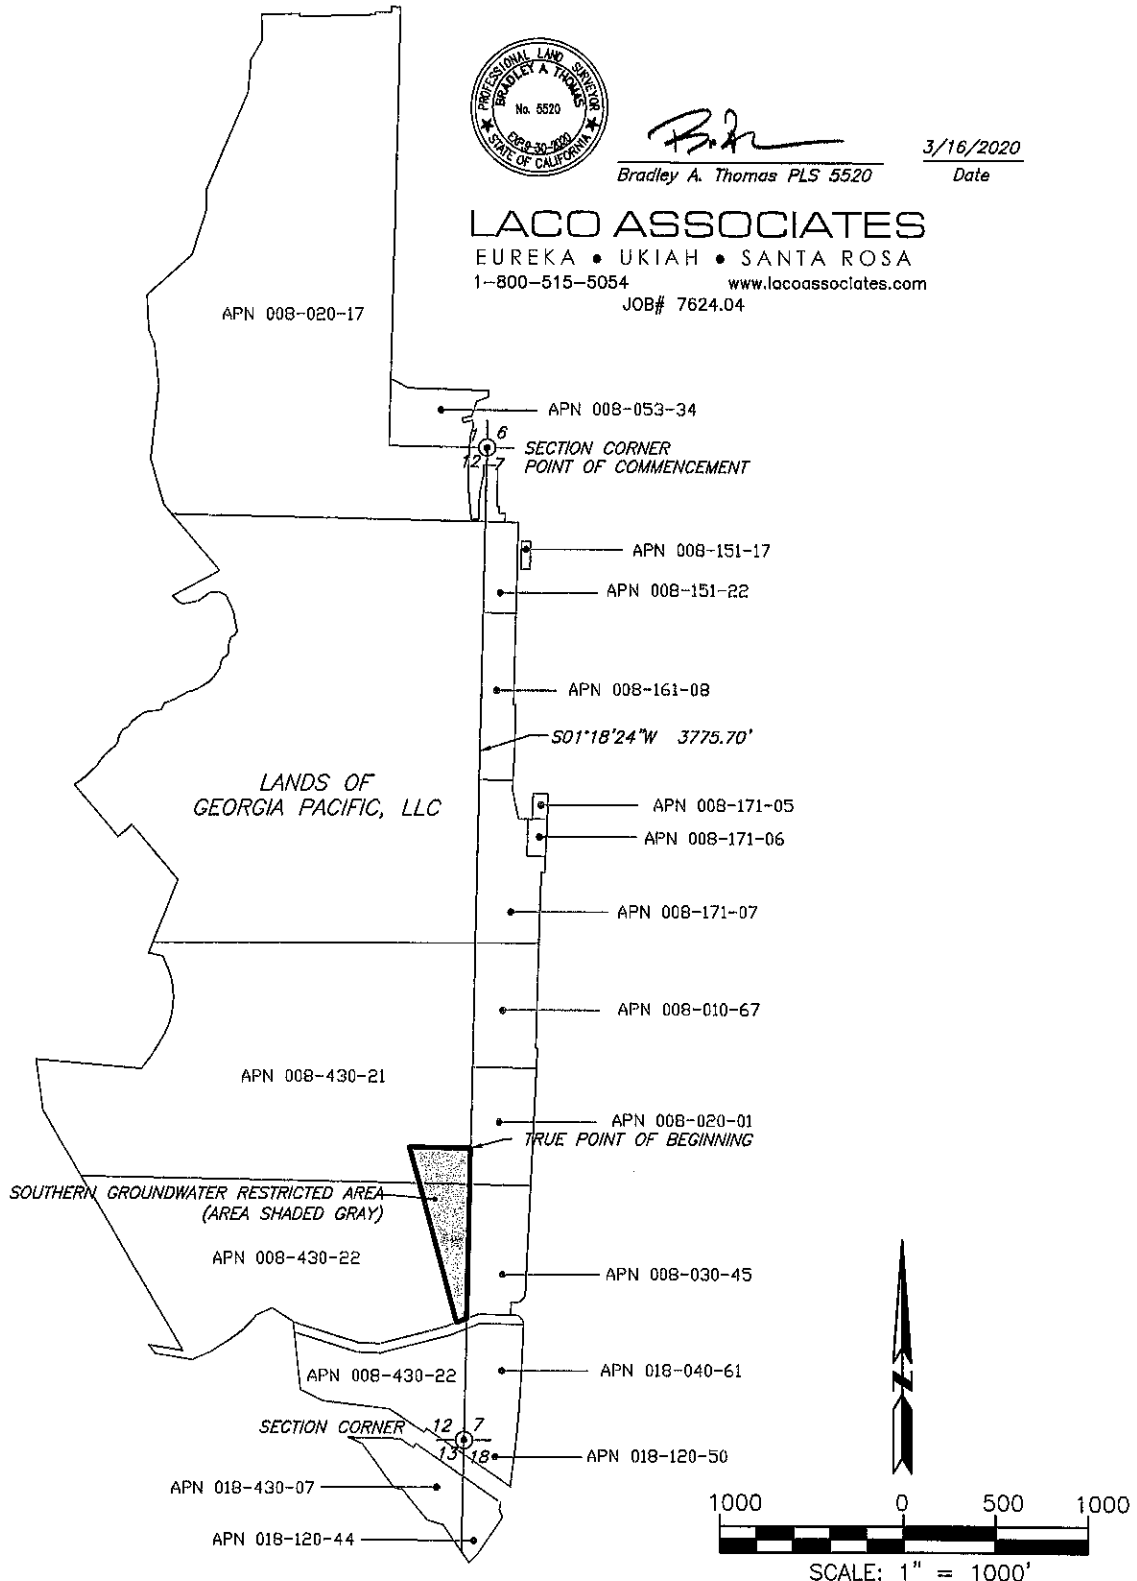 PROFESSIONAL LAND SURVEYOR
BRADLEY A. THOMAS
No. 5520
EXP.9-30-2020
STATE OF CALIFORNIA
Bradley A. Thomas PLS 5520
3/16/2020
Date
LACO ASSOCIATES
EUREKA • UKIAH • SANTA ROSA
1-800-515-5054 www.lacoassociates.com
JOB# 7624.04
APN 008-020-17
APN 008-053-34
1 6
12 7
SECTION CORNER
POINT OF COMMENCEMENT
APN 008-151-17
APN 008-151-22
APN 008-161-08
S01°18'24"W 3775.70'
LANDS OF
GEORGIA PACIFIC, LLC
APN 008-171-05
APN 008-171-06
APN 008-171-07
APN 008-010-67
APN 008-430-21
APN 008-020-01
TRUE POINT OF BEGINNING
SOUTHERN GROUNDWATER RESTRICTED AREA
(AREA SHADED GRAY)
APN 008-430-22
APN 008-030-45
APN 008-430-22
APN 018-040-61
SECTION CORNER
12 7
13 18
APN 018-120-50
APN 018-430-07
APN 018-120-44
N
1000 0 500 1000
SCALE: 1" = 1000'